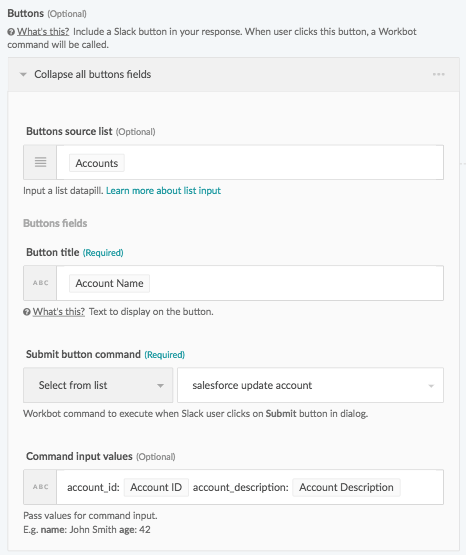 Buttons (Optional)
What's this? Include a Slack button in your response. When user clicks this button, a Workbot
command will be called.
Collapse all buttons fields
Buttons source list (Optional)
Accounts
Input a list datapill. Learn more about list input
Buttons fields
Button title (Required)
ABC Account Name
What's this? Text to display on the button.
Submit button command (Required)
Select from list salesforce update account
Workbot command to execute when Slack user clicks on Submit button in dialog.
Command input values (Optional)
ABC account_id: Account ID account_description: Account Description
Pass values for command input.
E.g. name: John Smith age: 42